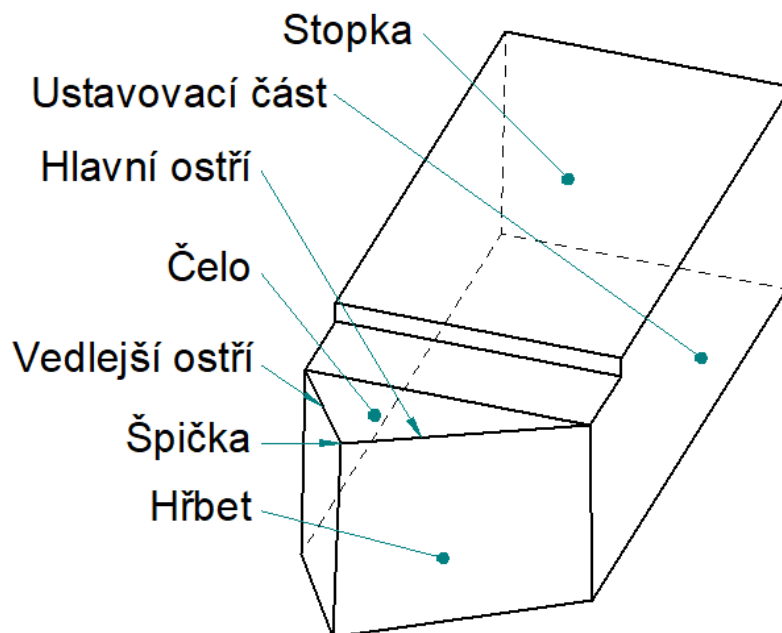 Stopka
Ustavovací část
Hlavní ostří
Čelo
Vedlejší ostří
Špička
Hřbet